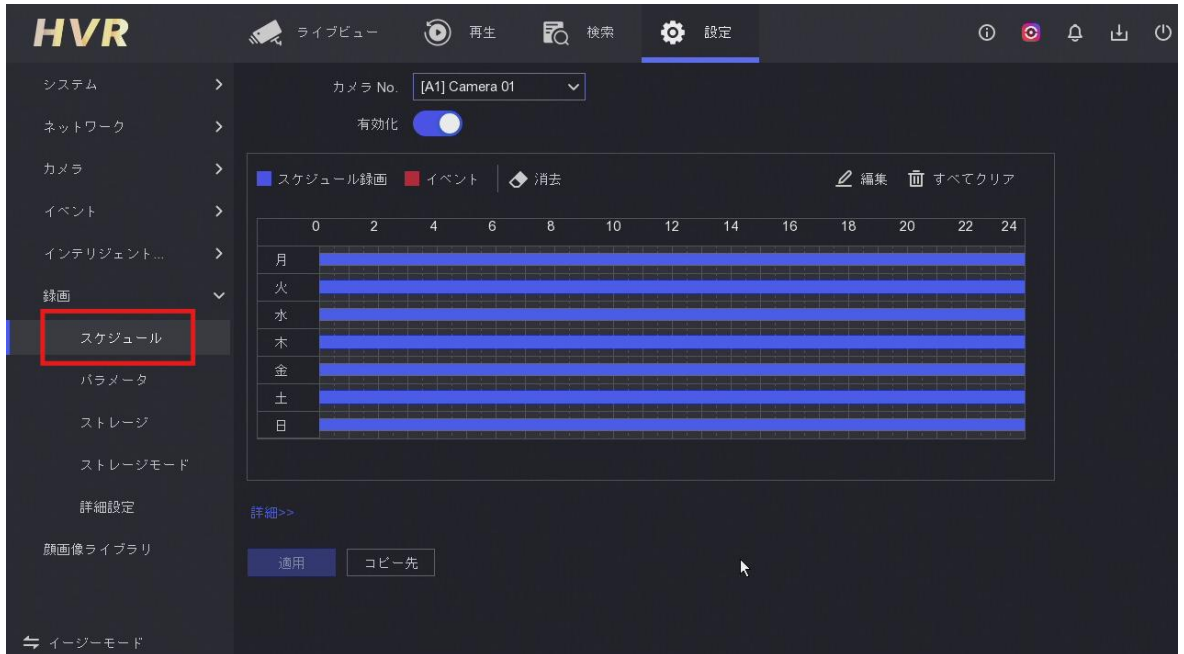 HVR
ライブビュー 再生 検索 設定
システム
ネットワーク
カメラ
イベント
インテリジェント...
録画
スケジュール
パラメータ
ストレージ
ストレージモード
詳細設定
顔画像ライブラリ
イージーモード
カメラ No. [A1] Camera 01
有効化
スケジュール録画 イベント 消去 編集 すべてクリア
0 2 4 6 8 10 12 14 16 18 20 22 24
月
火
水
木
金
土
日
詳細>>
適用 コピー先